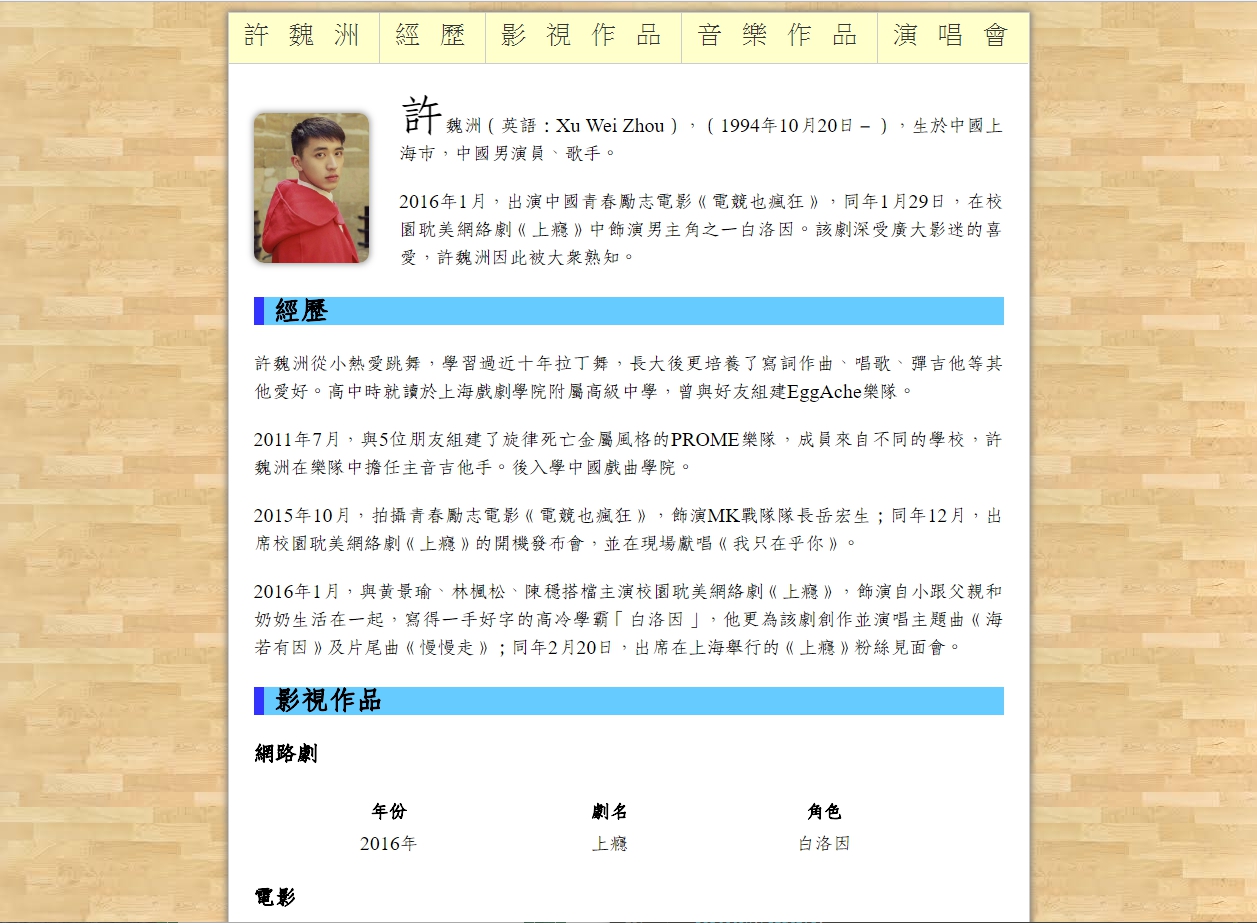 許魏洲 經歷 影視作品 音樂作品 演唱會
許魏洲（英語：Xu Wei Zhou），（1994年10月20日－），生於中國上
海市，中國男演員、歌手。
2016年1月，出演中國青春勵志電影《電競也瘋狂》，同年1月29日，在校
園耽美網絡劇《上癮》中飾演男主角之一白洛因。該劇深受廣大影迷的喜
愛，許魏洲因此被大眾熟知。
經歷
許魏洲從小熱愛跳舞，學習過近十年拉丁舞，長大後更培養了寫詞作曲、唱歌、彈吉他等其
他愛好。高中時就讀於上海戲劇學院附屬高級中學，曾與好友組建EggAche樂隊。
2011年7月，與5位朋友組建了旋律死亡金屬風格的PROME樂隊，成員來自不同的學校，許
魏洲在樂隊中擔任主音吉他手。後入學中國戲曲學院。
2015年10月，拍攝青春勵志電影《電競也瘋狂》，飾演MK戰隊隊長岳宏生；同年12月，出
席校園耽美網絡劇《上癮》的開機發布會，並在現場獻唱《我只在乎你》。
2016年1月，與黃景瑜、林楓松、陳穩搭檔主演校園耽美網絡劇《上癮》，飾演自小跟父親和
奶奶生活在一起，寫得一手好字的高冷學霸「白洛因」，他更為該劇創作並演唱主題曲《海
若有因》及片尾曲《慢慢走》；同年2月20日，出席在上海舉行的《上癮》粉絲見面會。
影視作品
網路劇
年份 劇名 角色
2016年 上癮 白洛因
電影